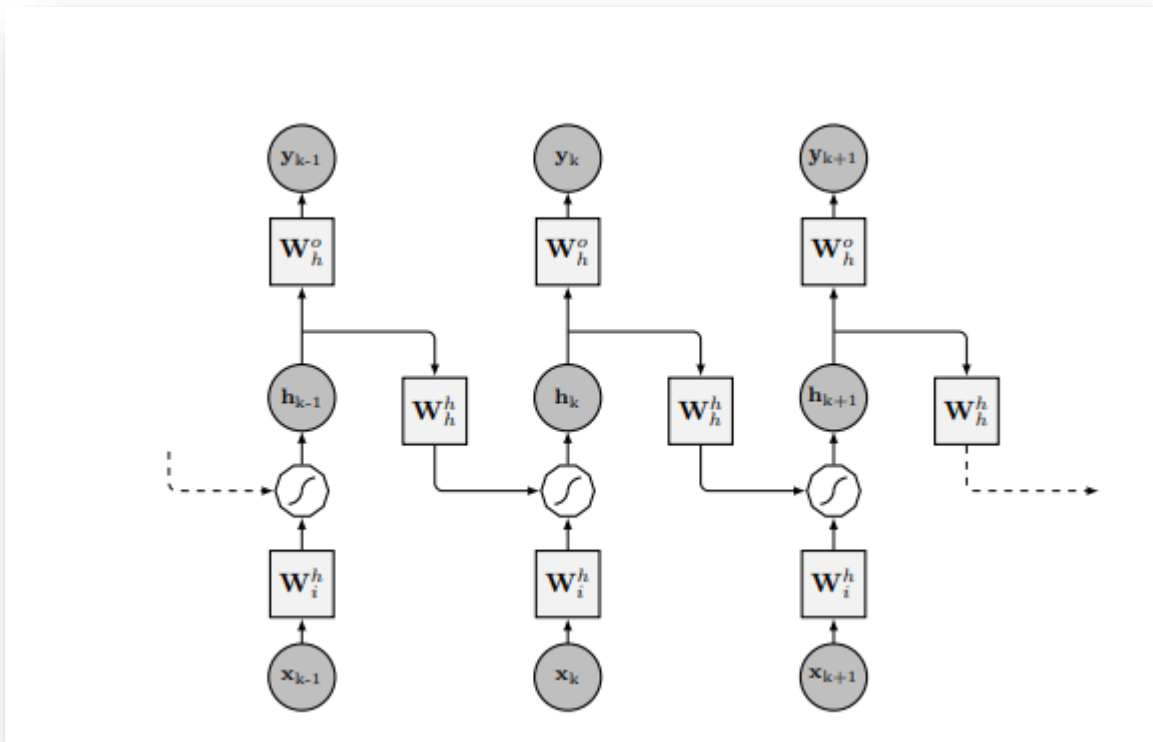 y_{k-1} y_k y_{k+1}
W_h^o W_h^o W_h^o
h_{k-1} W_h^h h_k W_h^h h_{k+1} W_h^h
W_i^h W_i^h W_i^h
x_{k-1} x_k x_{k+1}